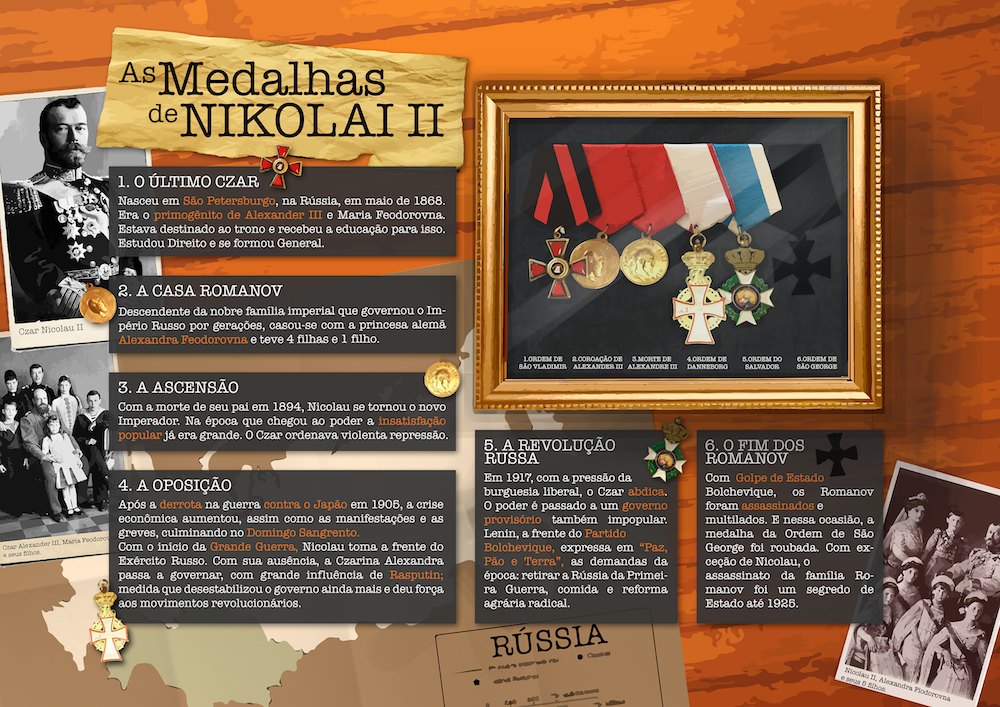 As Medalhas
de NIKOLAI II
1. O ÚLTIMO CZAR
Nasceu em São Petersburgo, na Rússia, em maio de 1868.
Era o primogênito de Alexander III e Maria Feodorovna.
Estava destinado ao trono e recebeu a educação para isso.
Estudou Direito e se formou General.
Czar Nicolau II
2. A CASA ROMANOV
Descendente da nobre família imperial que governou o Im-
pério Russo por gerações, casou-se com a princesa alemã
Alexandra Feodorovna e teve 4 filhas e 1 filho.
3. A ASCENSÃO
Com a morte de seu pai em 1894, Nicolau se tornou o novo
Imperador. Na época que chegou ao poder a insatisfação
popular já era grande. O Czar ordenava violenta repressão.
Czar Alexander III, Maria Feodorov
e seus filhos.
4. A OPOSIÇÃO
Após a derrota na guerra contra o Japão em 1905, a crise
econômica aumentou, assim como as manifestações e as
greves, culminando no Domingo Sangrento.
Com o início da Grande Guerra, Nicolau toma a frente do
Exército Russo. Com sua ausência, a Czarina Alexandra
passa a governar, com grande influência de Rasputin;
medida que desestabilizou o governo ainda mais e deu força
aos movimentos revolucionários.
1.ORDEM DE
SÃO VLADIMIR
2.COROAÇÃO DE
ALEXANDER III
3.MORTE DE
ALEXANDRE III
4.ORDEM DE
DANNEBORG
5.ORDEM DO
SALVADOR
6.ORDEM DE
SÃO GEORGE
5. A REVOLUÇÃO
RUSSA
Em 1917, com a pressão da
burguesia liberal, o Czar abdica.
O poder é passado a um governo
provisório também impopular.
Lenin, a frente do Partido
Bolchevique, expressa em “Paz,
Pão e Terra”, as demandas da
época: retirar a Rússia da Primei-
ra Guerra, comida e reforma
agrária radical.
6. O FIM DOS
ROMANOV
Com Golpe de Estado
Bolchevique, os Romanov
foram assassinados e
multilados. E nessa ocasião, a
medalha da Ordem de São
George foi roubada. Com ex-
ceção de Nicolau, o
assassinato da família Ro-
manov foi um segredo de
Estado até 1925.
Nicolau II, Alexandra Fiodorovna
e seus 5 filhos.
RÚSSIA